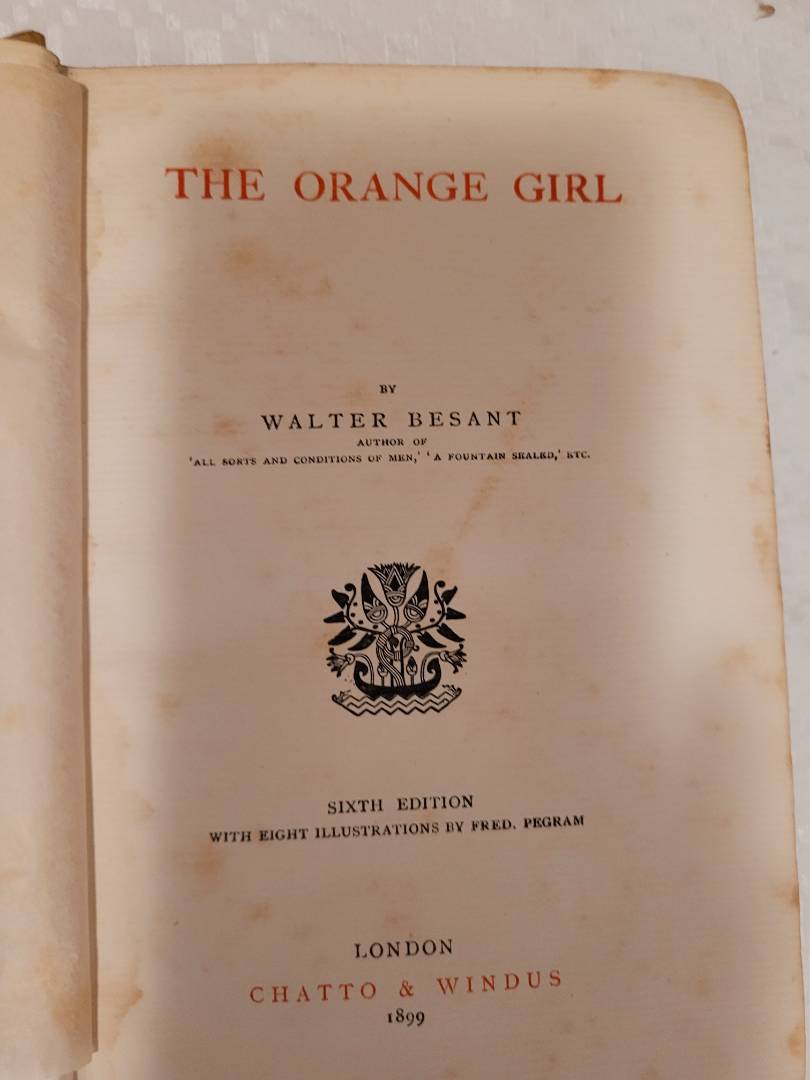 THE ORANGE GIRL
BY
WALTER BESANT
AUTHOR OF
'ALL SORTS AND CONDITIONS OF MEN,' 'A FOUNTAIN SEALED,' ETC.
SIXTH EDITION
WITH EIGHT ILLUSTRATIONS BY FRED. PEGRAM
LONDON
CHATTO & WINDUS
1899